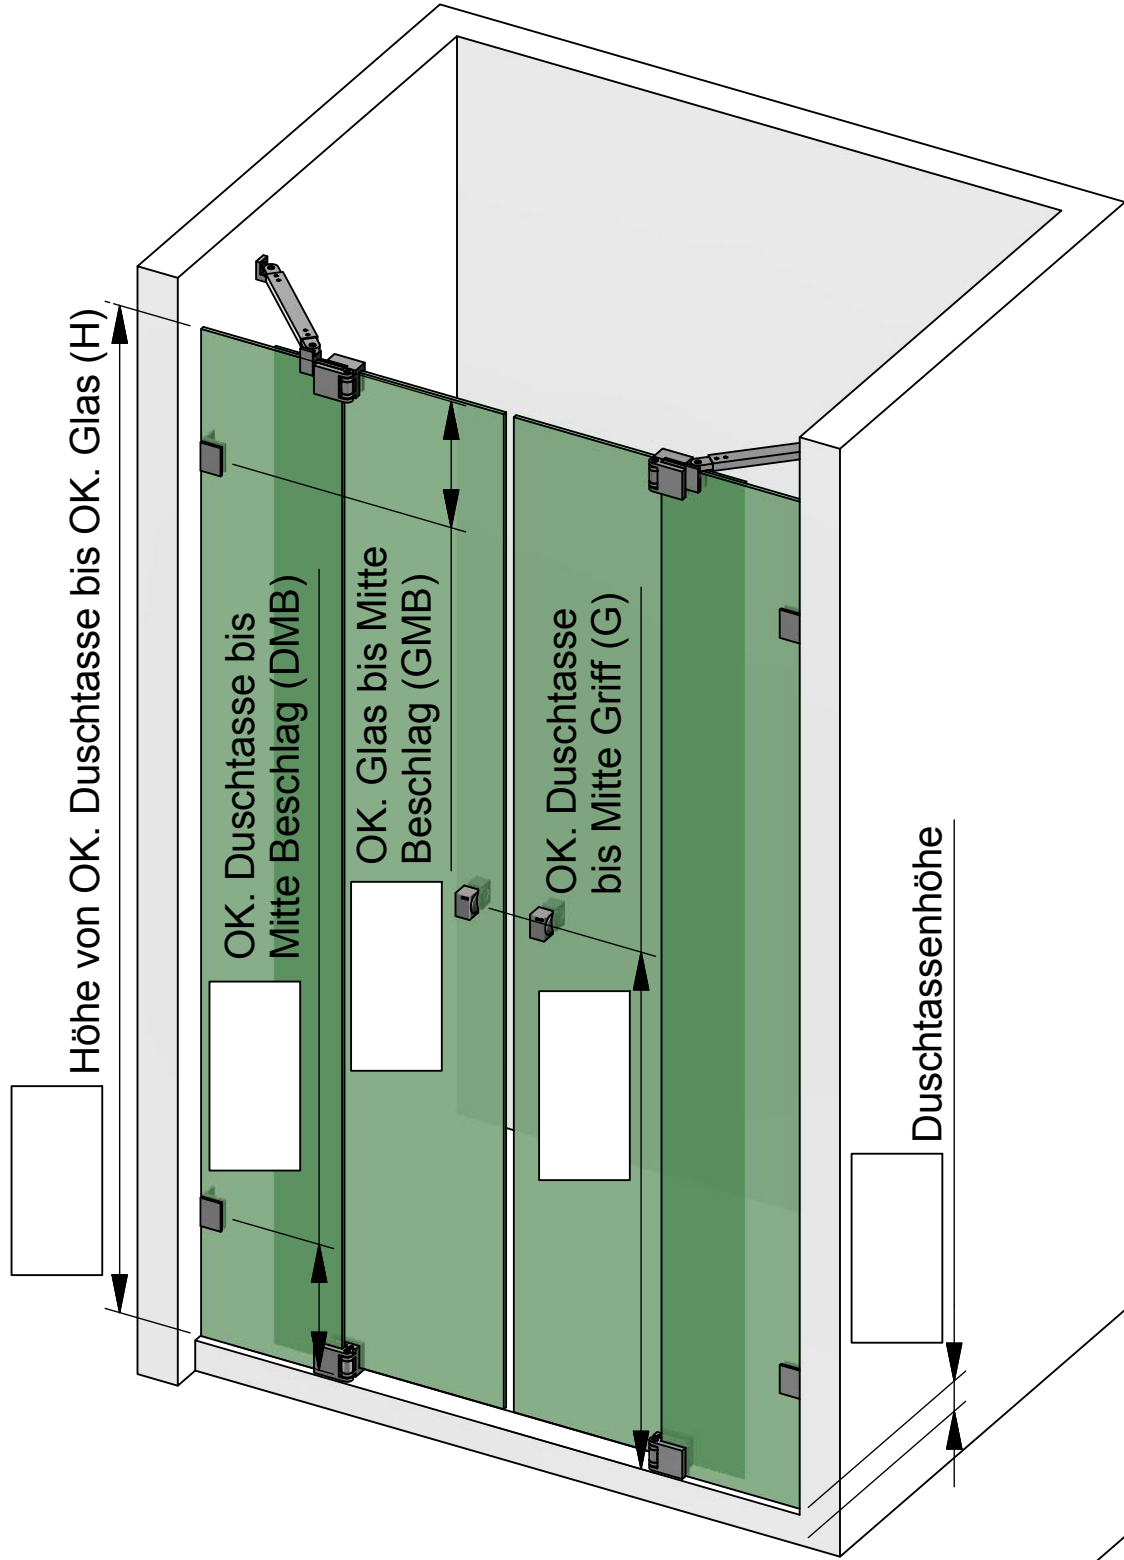 Höhe von OK. Duschtasse bis OK. Glas (H)
OK. Duschtasse bis
Mitte Beschlag (DMB)
OK. Glas bis Mitte
Beschlag (GMB)
OK. Duschtasse
bis Mitte Griff (G)
Duschtassenhöhe